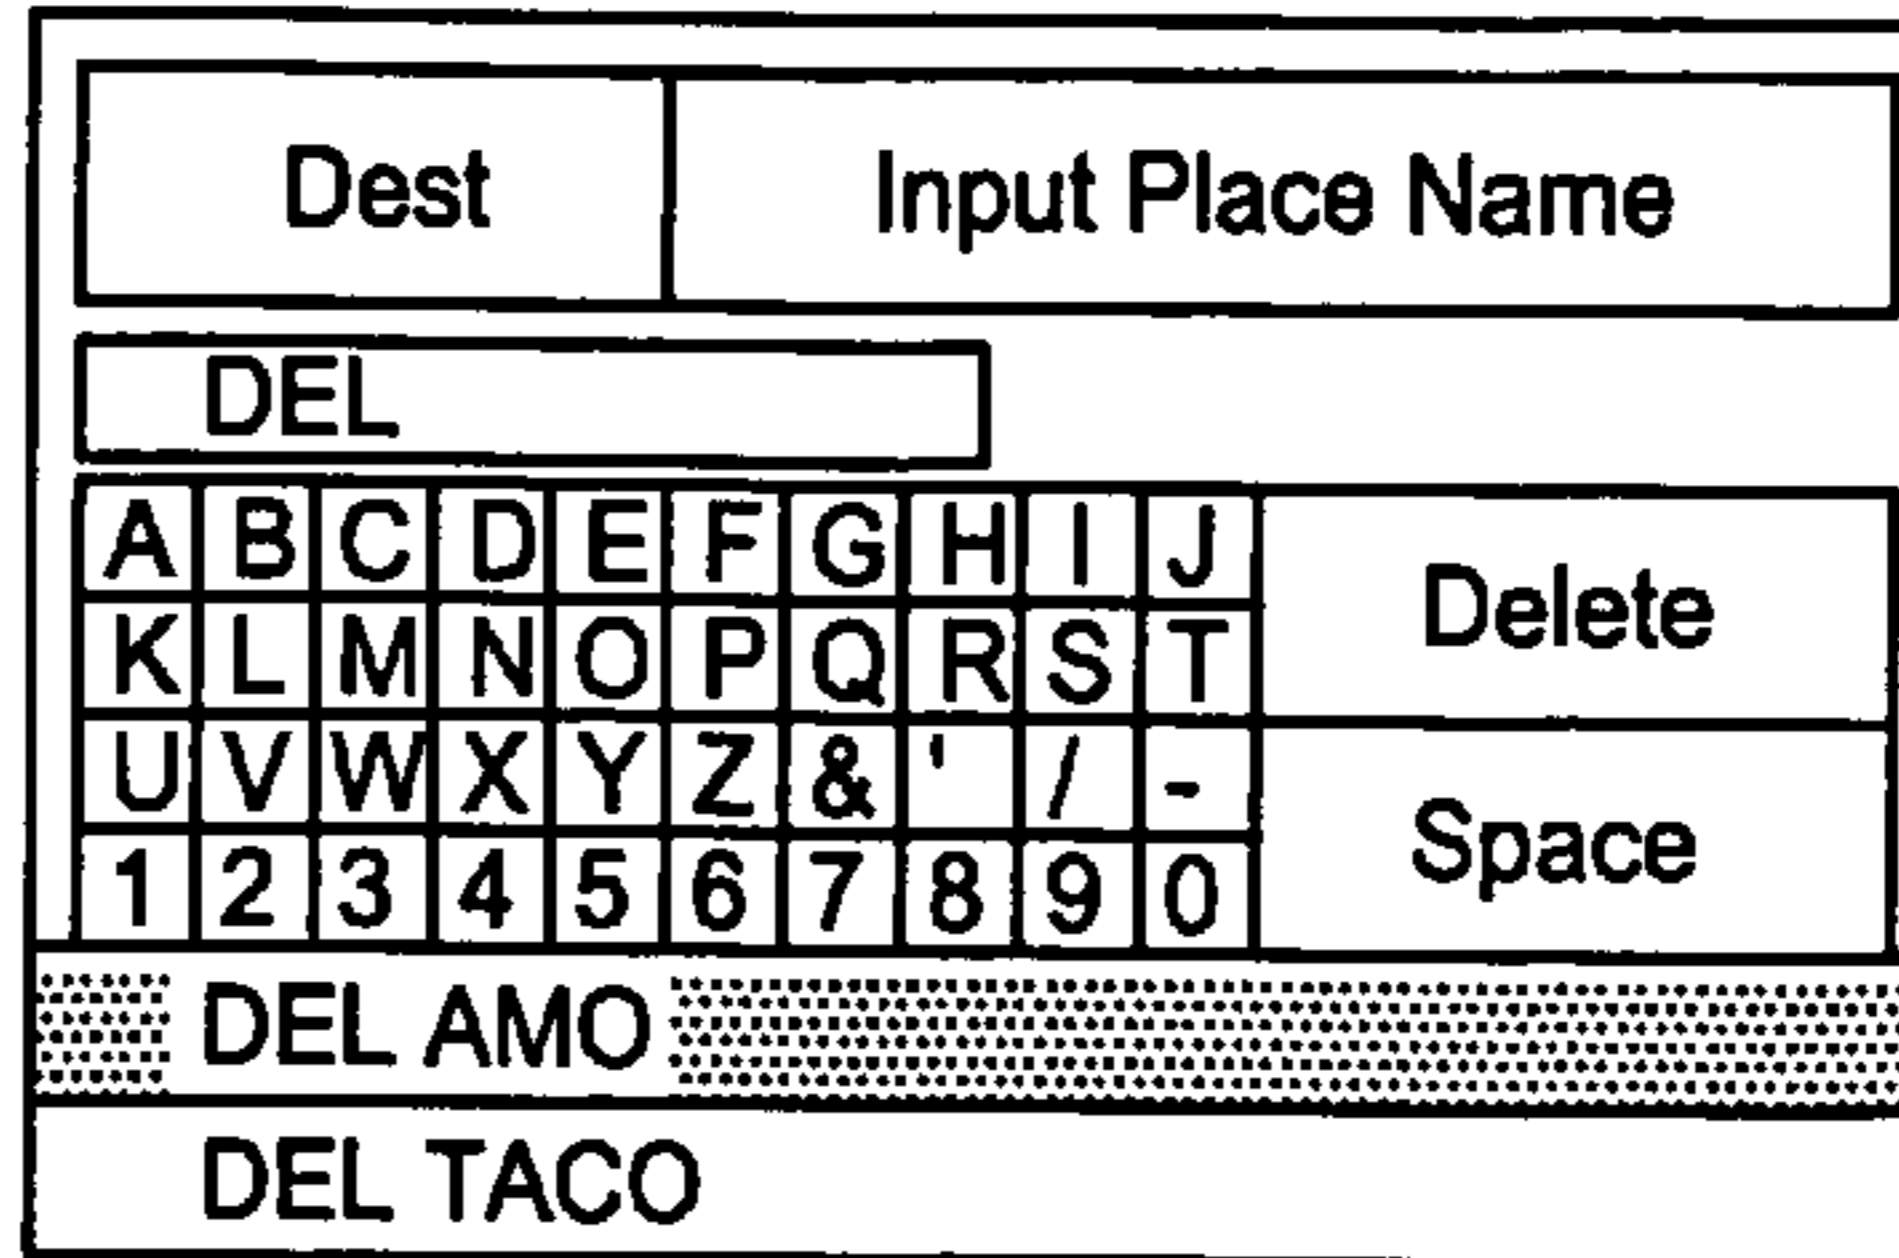 Dest Input Place Name
DEL
A B C D E F G H I J
Delete
K L M N O P Q R S T
U V W X Y Z & ' / -
Space
1 2 3 4 5 6 7 8 9 0
DEL AMO
DEL TACO